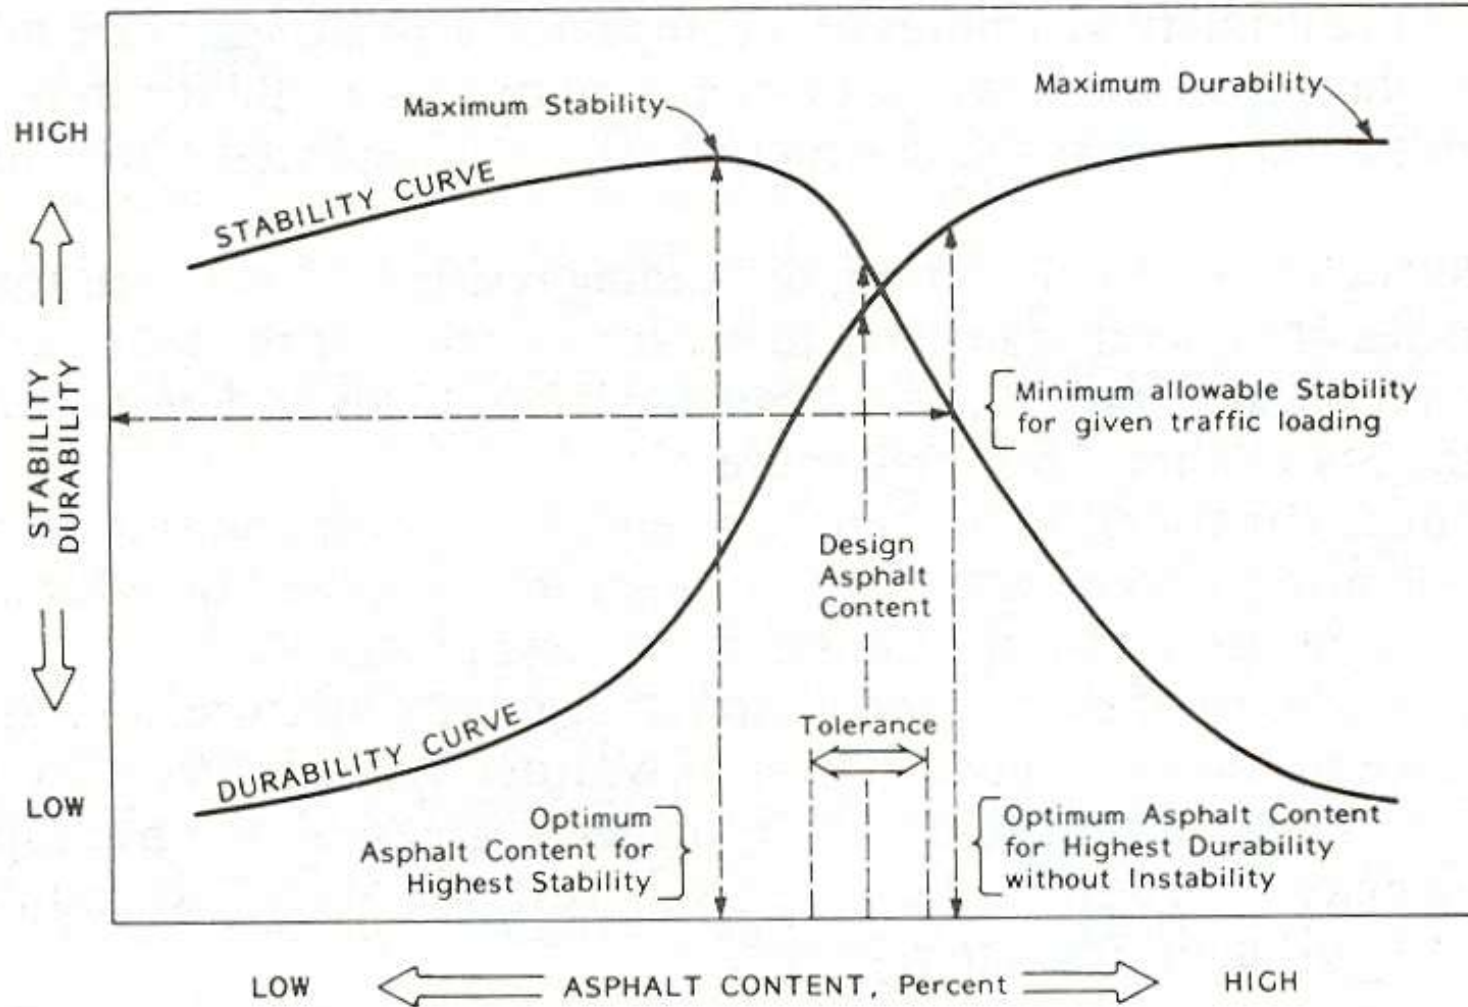 Maximum Stability
Maximum Durability
HIGH
STABILITY CURVE
STABILITY
DURABILITY
Minimum allowable Stability
for given traffic loading
Design
Asphalt
Content
Tolerance
DURABILITY CURVE
LOW
Optimum
Asphalt Content for
Highest Stability
Optimum Asphalt Content
for Highest Durability
without Instability
LOW
ASPHALT CONTENT, Percent
HIGH